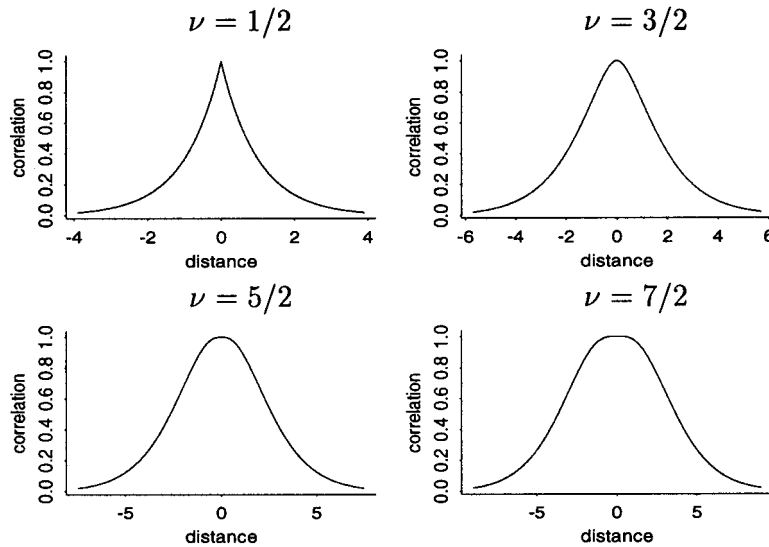 ν = 1/2
correlation
0.0 0.2 0.4 0.6 0.8 1.0
-4 -2 0 2 4
distance
ν = 3/2
correlation
0.0 0.2 0.4 0.6 0.8 1.0
-6 -4 -2 0 2 4 6
distance
ν = 5/2
correlation
0.0 0.2 0.4 0.6 0.8 1.0
-5 0 5
distance
ν = 7/2
correlation
0.0 0.2 0.4 0.6 0.8 1.0
-5 0 5
distance